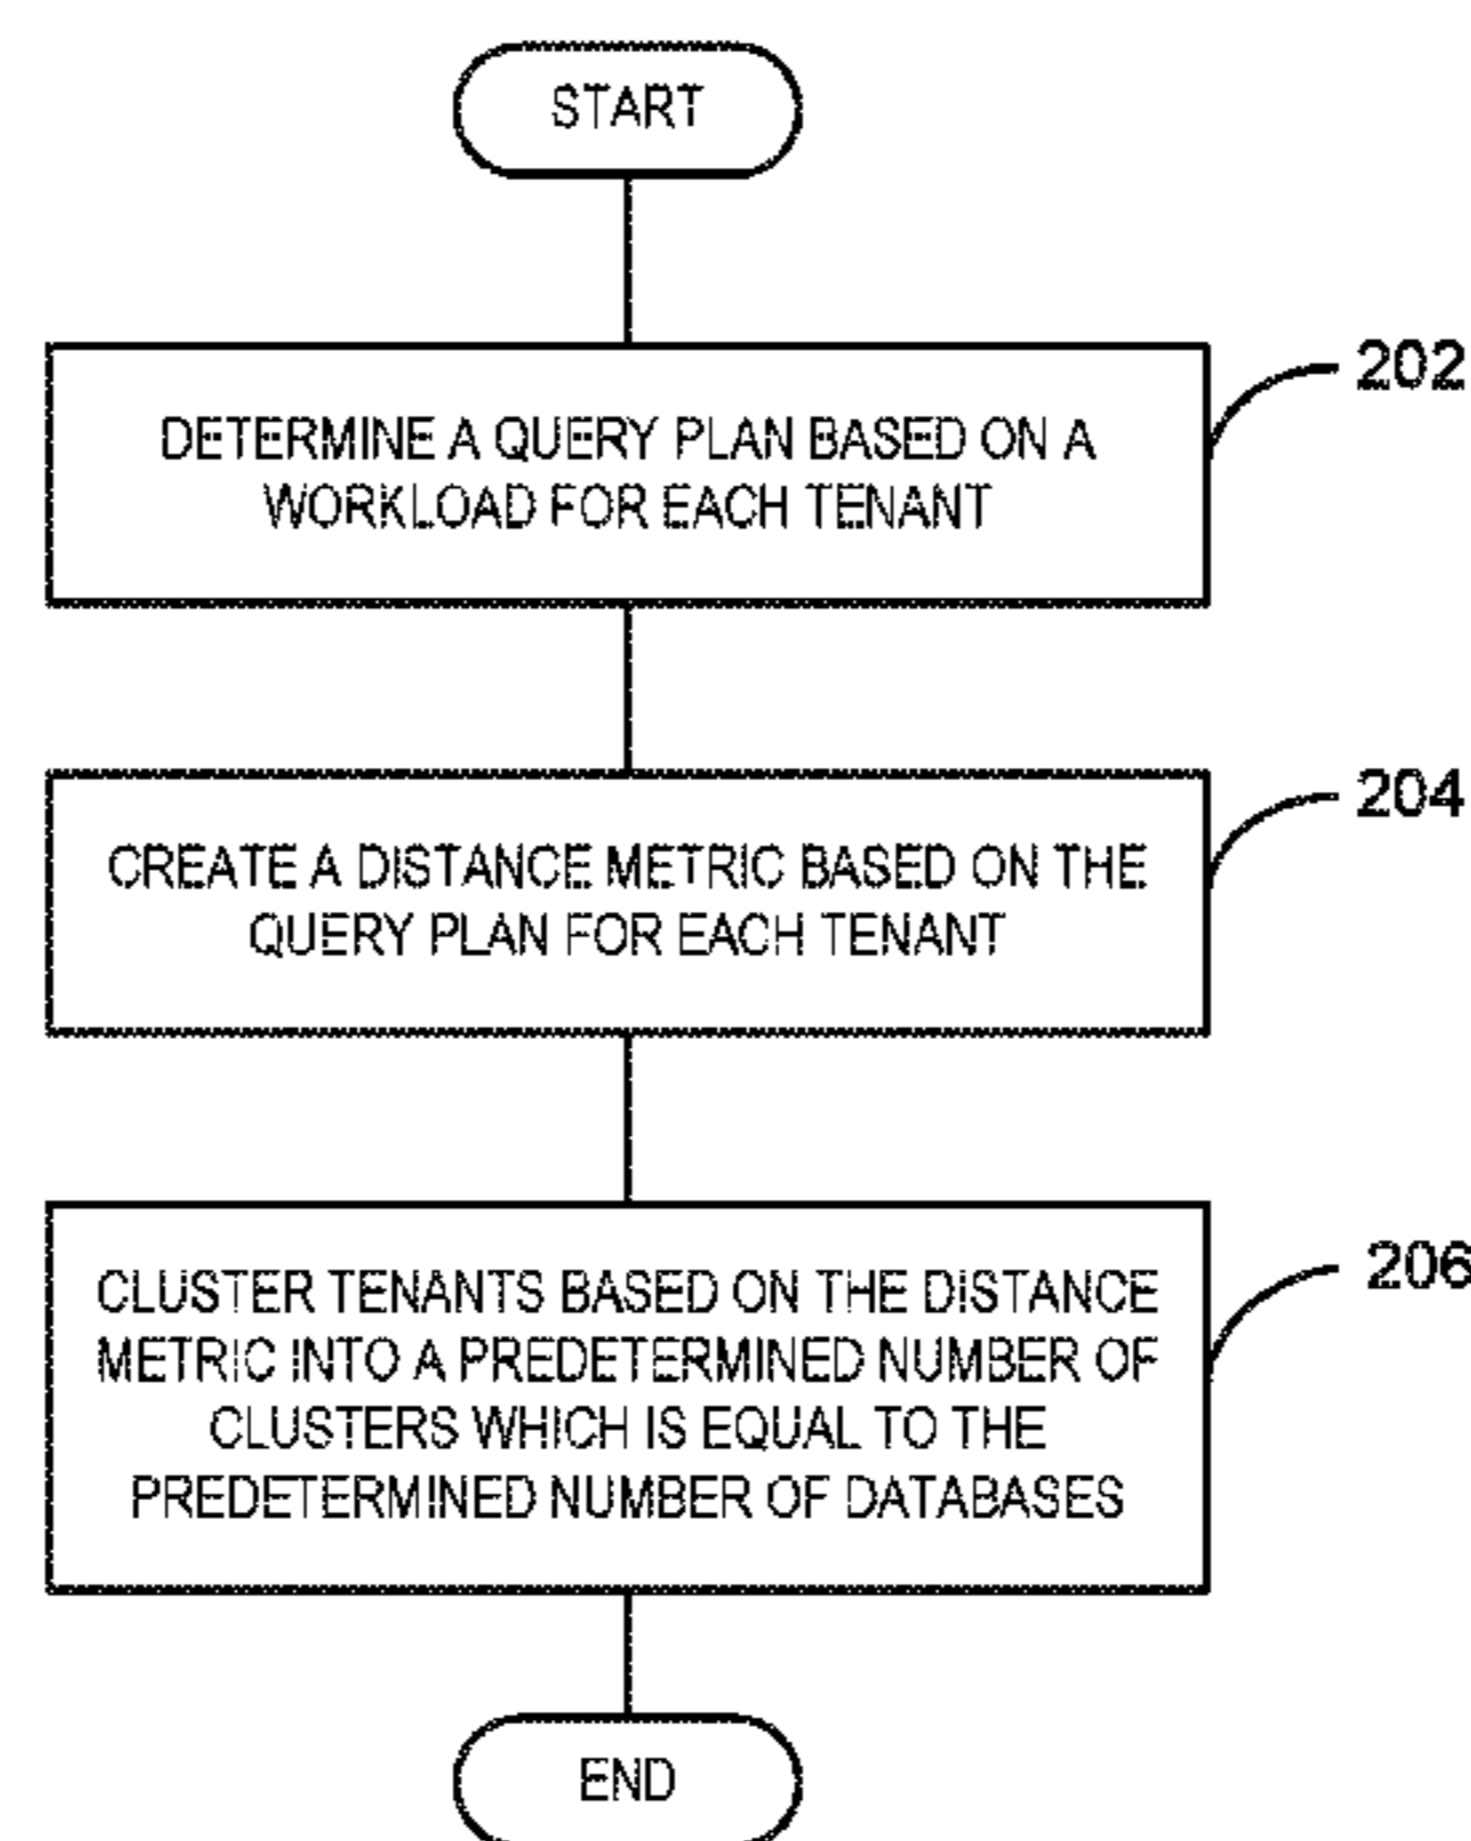 START
202
DETERMINE A QUERY PLAN BASED ON A
WORKLOAD FOR EACH TENANT
204
CREATE A DISTANCE METRIC BASED ON THE
QUERY PLAN FOR EACH TENANT
206
CLUSTER TENANTS BASED ON THE DISTANCE
METRIC INTO A PREDETERMINED NUMBER OF
CLUSTERS WHICH IS EQUAL TO THE
PREDETERMINED NUMBER OF DATABASES
END